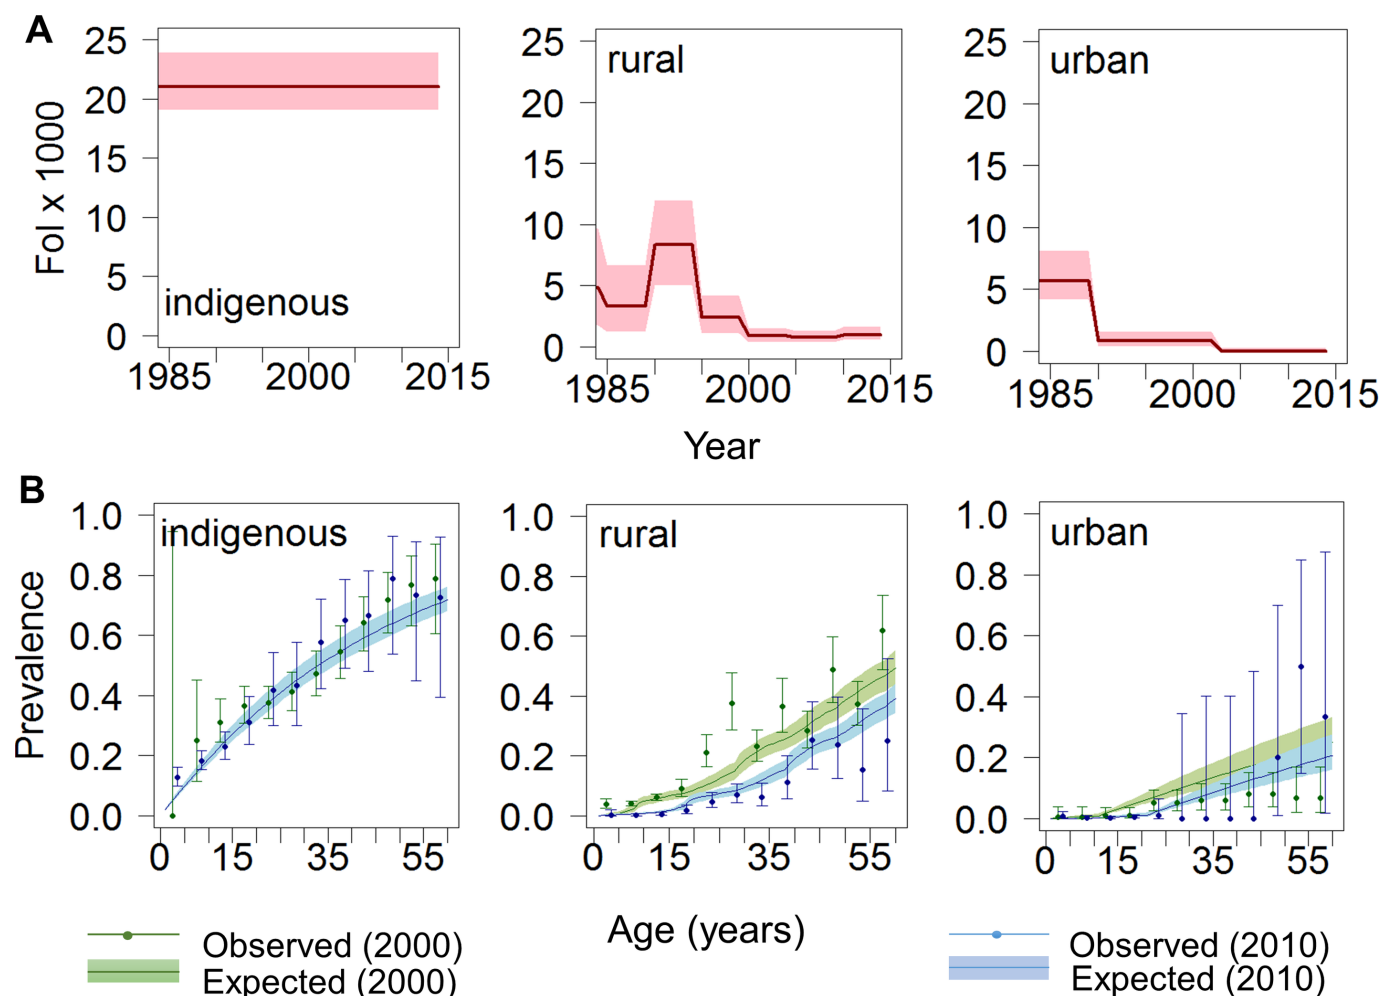 A
FoI x 1000
25
20
15
10
5
0
indigenous
1985 2000 2015
25
20
15
10
5
0
rural
1985 2000 2015
25
20
15
10
5
0
urban
1985 2000 2015
Year
B
Prevalence
1.0
0.8
0.6
0.4
0.2
0.0
indigenous
0 15 35 55
1.0
0.8
0.6
0.4
0.2
0.0
rural
0 15 35 55
1.0
0.8
0.6
0.4
0.2
0.0
urban
0 15 35 55
Age (years)
Observed (2000)
Expected (2000)
Observed (2010)
Expected (2010)